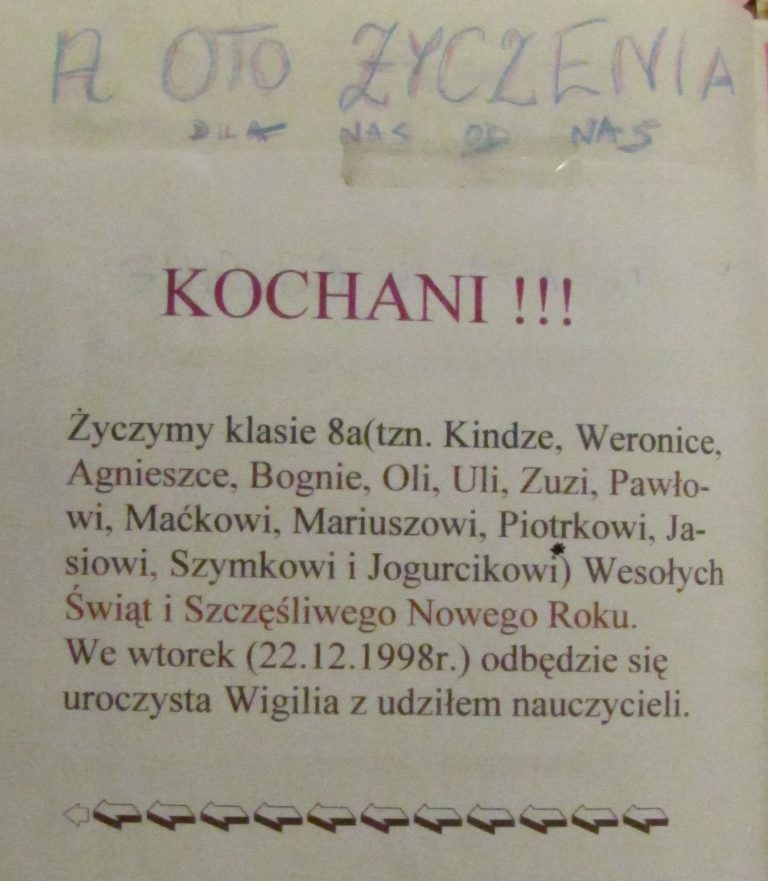 A OTO ŻYCZENIA
DLA NAS OD NAS
KOCHANI !!!
Życzymy klasie 8a(tzn. Kindze, Weronice,
Agnieszce, Bognie, Oli, Uli, Zuzi, Pawło-
wi, Maćkowi, Mariuszowi, Piotrkowi, Ja-
siowi, Szymkowi i Jogurcikowi) Wesołych
Świąt i Szczęśliwego Nowego Roku.
We wtorek (22.12.1998r.) odbędzie się
uroczysta Wigilia z udziłem nauczycieli.